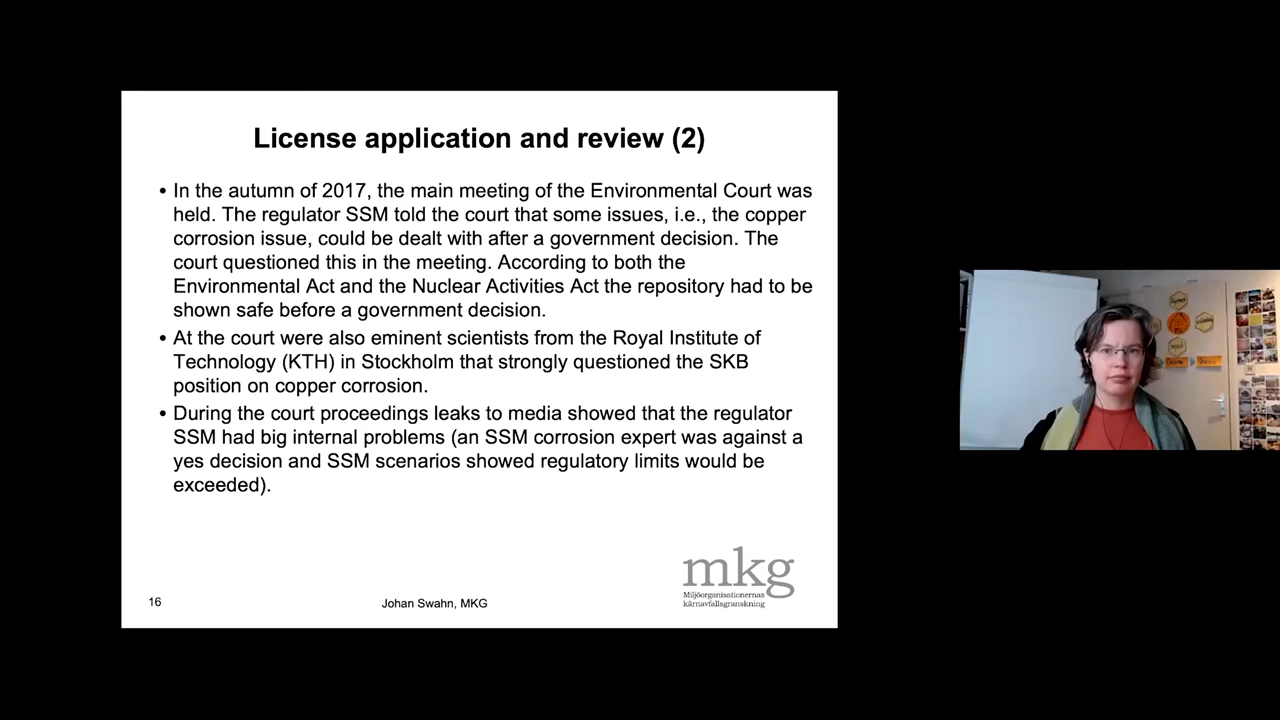 License application and review (2)
• In the autumn of 2017, the main meeting of the Environmental Court was
held. The regulator SSM told the court that some issues, i.e., the copper
corrosion issue, could be dealt with after a government decision. The
court questioned this in the meeting. According to both the
Environmental Act and the Nuclear Activities Act the repository had to be
shown safe before a government decision.
• At the court were also eminent scientists from the Royal Institute of
Technology (KTH) in Stockholm that strongly questioned the SKB
position on copper corrosion.
• During the court proceedings leaks to media showed that the regulator
SSM had big internal problems (an SSM corrosion expert was against a
yes decision and SSM scenarios showed regulatory limits would be
exceeded).
mkg
Miljöorganisationernas
kärnavfallsgranskning
16
Johan Swahn, MKG